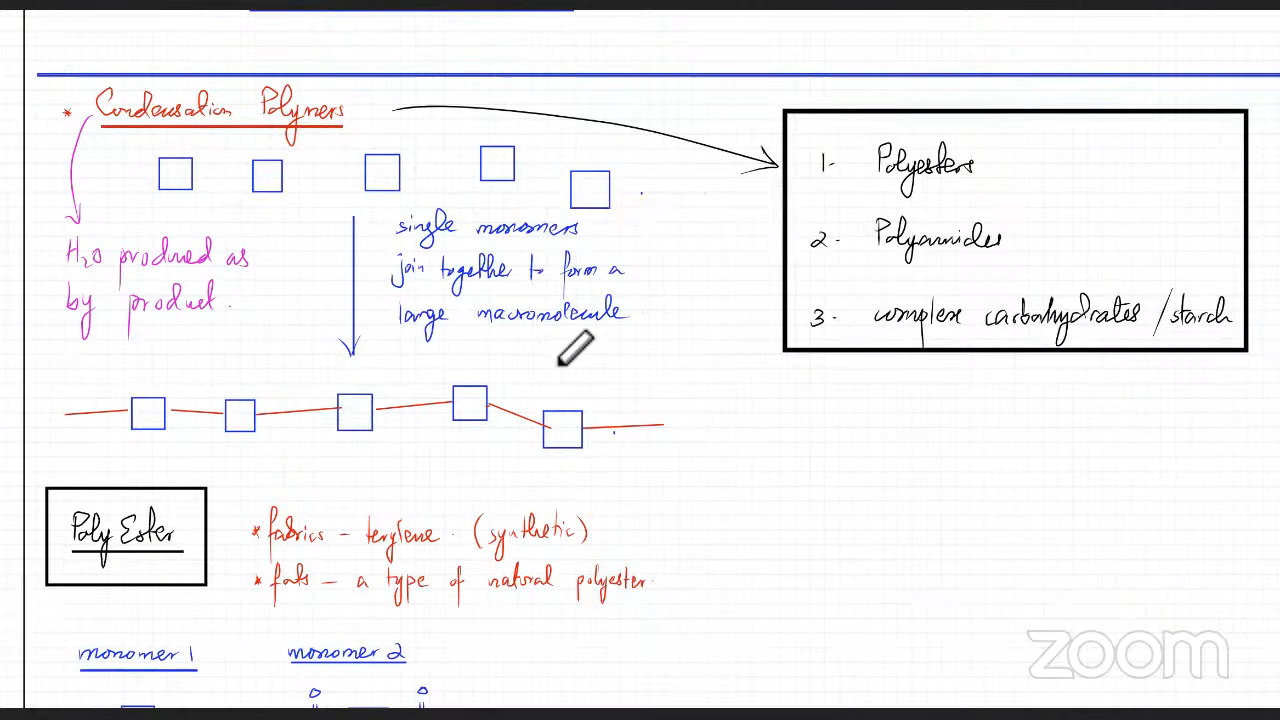 * Condensation Polymers
H₂O produced as
by product.
single monomers
join together to form a
large macromolecule
1- Polyesters
2- Polyamides
3- complex carbohydrates / starch
Poly Ester
* fabrics - terylene. (synthetic)
* fats - a type of natural polyester.
monomer 1
monomer 2
O O
zoom